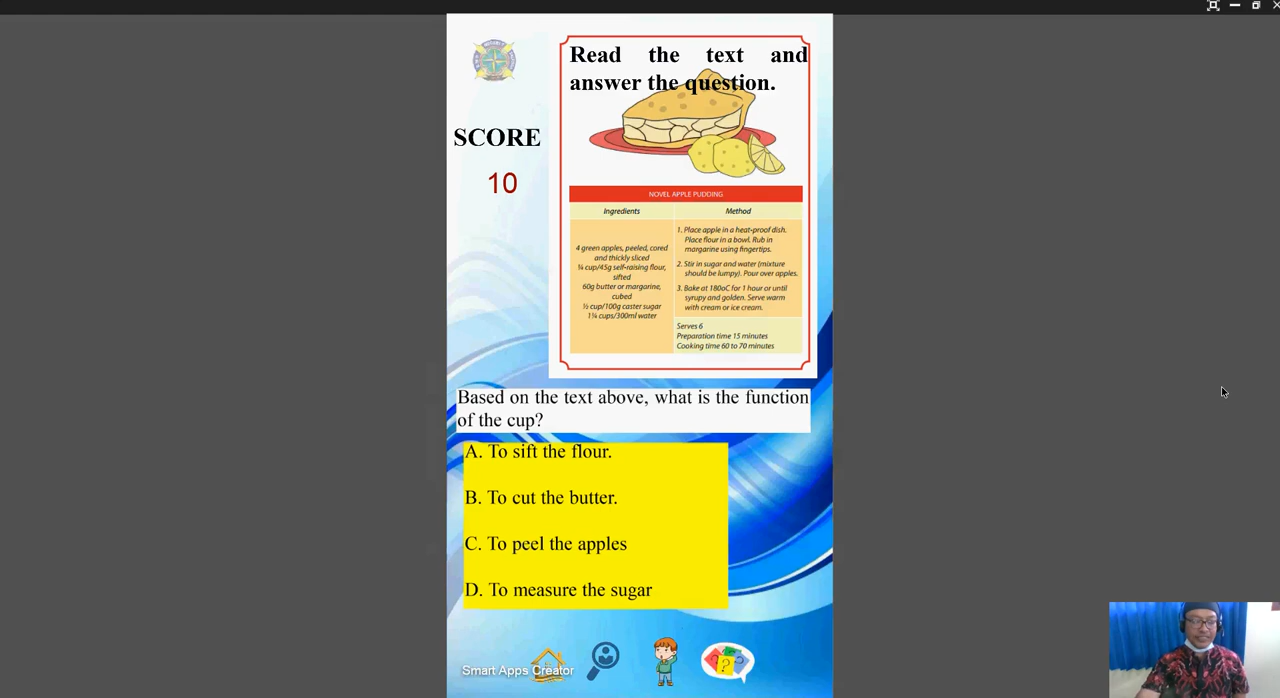 Read the text and
answer the question.
SCORE
10
NOVEL APPLE PUDDING
Ingredients
Method
4 green apples, peeled, cored
and thickly sliced
¾ cup/45g self-raising flour,
sifted
60g butter or margarine,
cubed
½ cup/100g caster sugar
1¼ cups/300ml water
1. Place apple in a heat-proof dish.
Place flour in a bowl. Rub in
margarine using fingertips.
2. Stir in sugar and water (mixture
should be lumpy). Pour over apples.
3. Bake at 180oC for 1 hour or until
syrupy and golden. Serve warm
with cream or ice cream.
Serves 6
Preparation time 15 minutes
Cooking time 60 to 70 minutes
Based on the text above, what is the function
of the cup?
A. To sift the flour.
B. To cut the butter.
C. To peel the apples
D. To measure the sugar
Smart Apps Creator